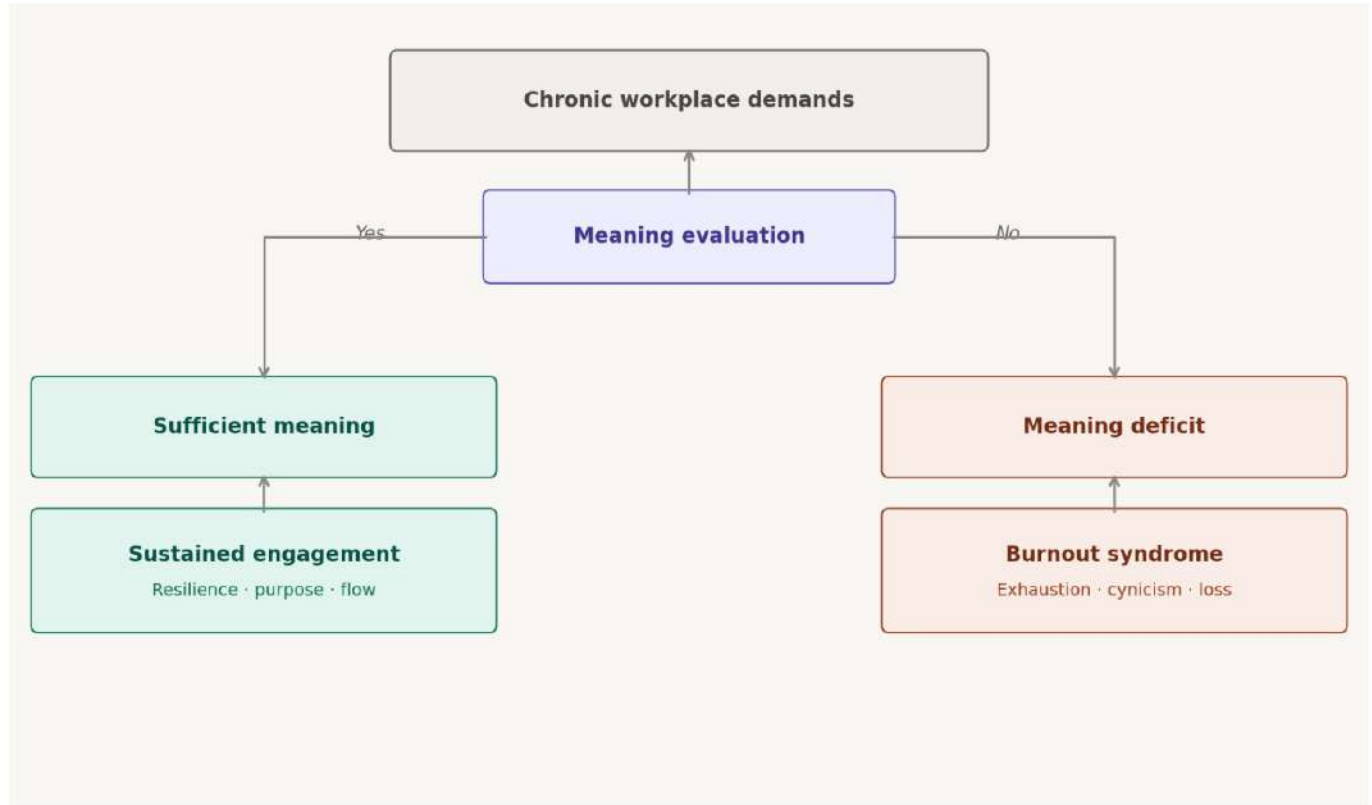 Chronic workplace demands
Meaning evaluation
Yes
No
Sufficient meaning
Meaning deficit
Sustained engagement
Resilience · purpose · flow
Burnout syndrome
Exhaustion · cynicism · loss